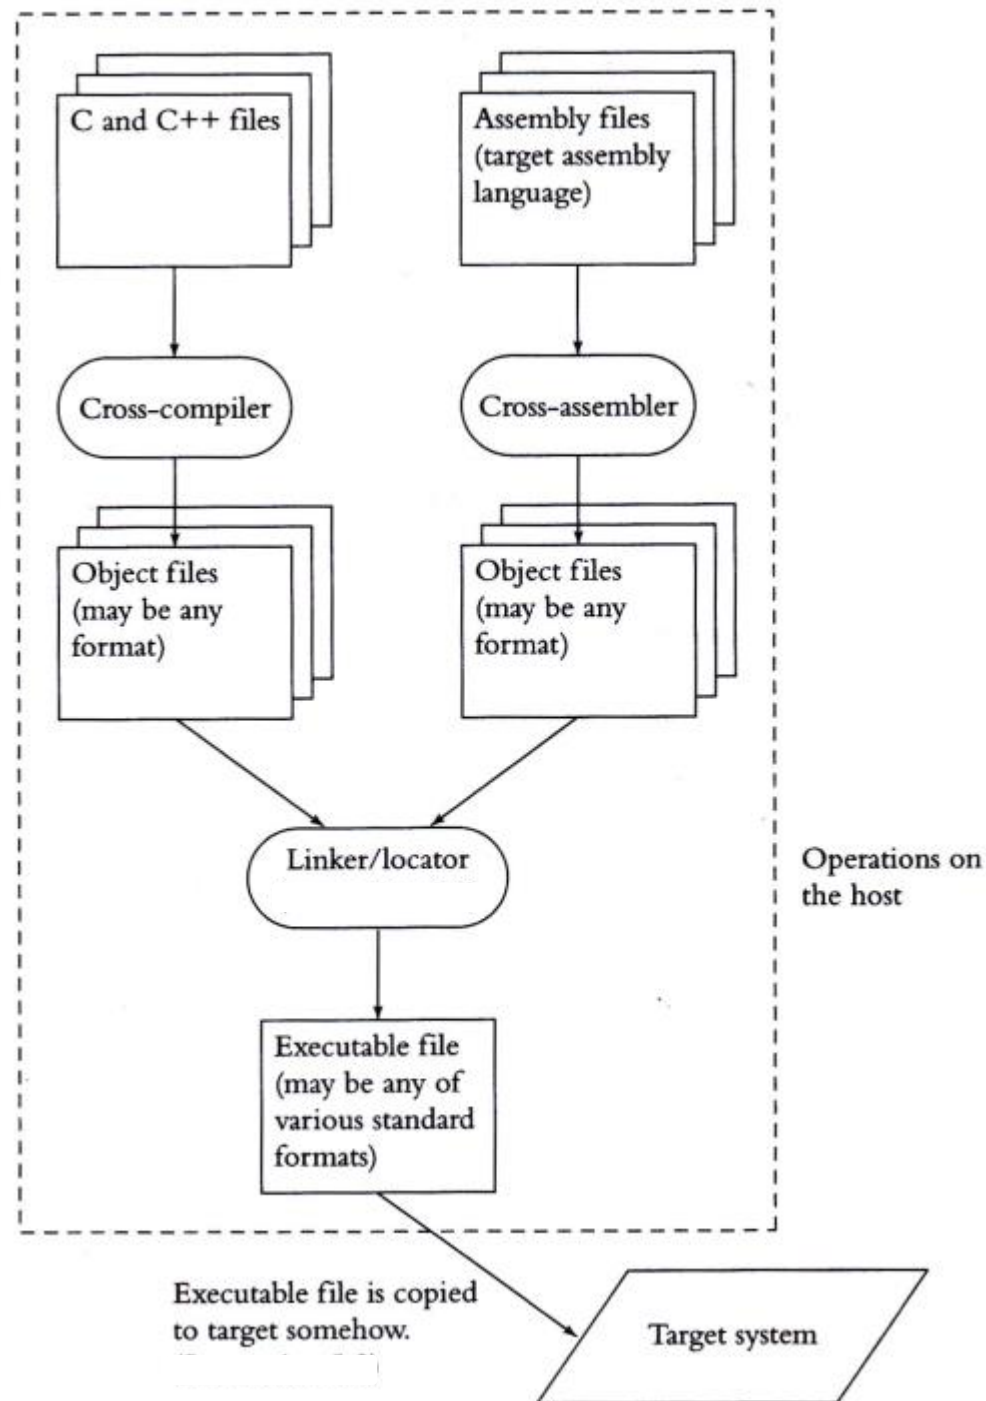 C and C++ files
Assembly files
(target assembly
language)
Cross-compiler
Cross-assembler
Object files
(may be any
format)
Object files
(may be any
format)
Linker/locator
Operations on
the host
Executable file
(may be any of
various standard
formats)
Executable file is copied
to target somehow.
Target system